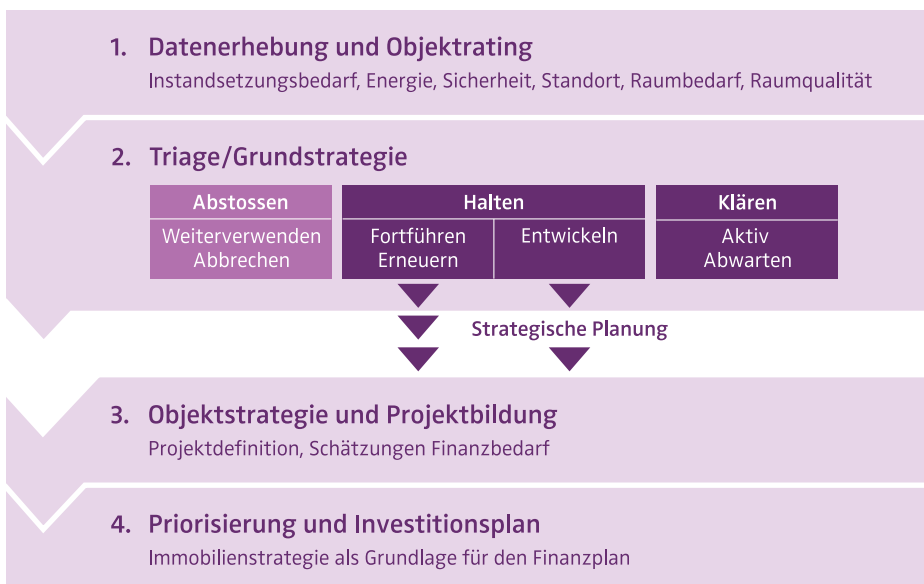 1. Datenerhebung und Objektrating
Instandsetzungsbedarf, Energie, Sicherheit, Standort, Raumbedarf, Raumqualität
2. Triage/Grundstrategie
Abstossen
Weiterverwenden
Abbrechen
Halten
Fortführen
Erneuern
Entwickeln
Klären
Aktiv
Abwarten
Strategische Planung
3. Objektstrategie und Projektbildung
Projektdefinition, Schätzungen Finanzbedarf
4. Priorisierung und Investitionsplan
Immobilienstrategie als Grundlage für den Finanzplan